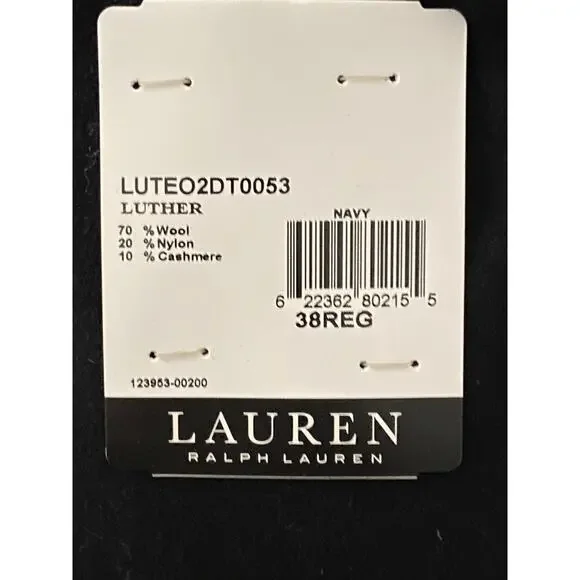 LUTEO2DT0053
LUTHER
70 % Wool
20 % Nylon
10 % Cashmere
NAVY
6 22362 80215 5
38REG
123953-00200
LAUREN
RALPH LAUREN